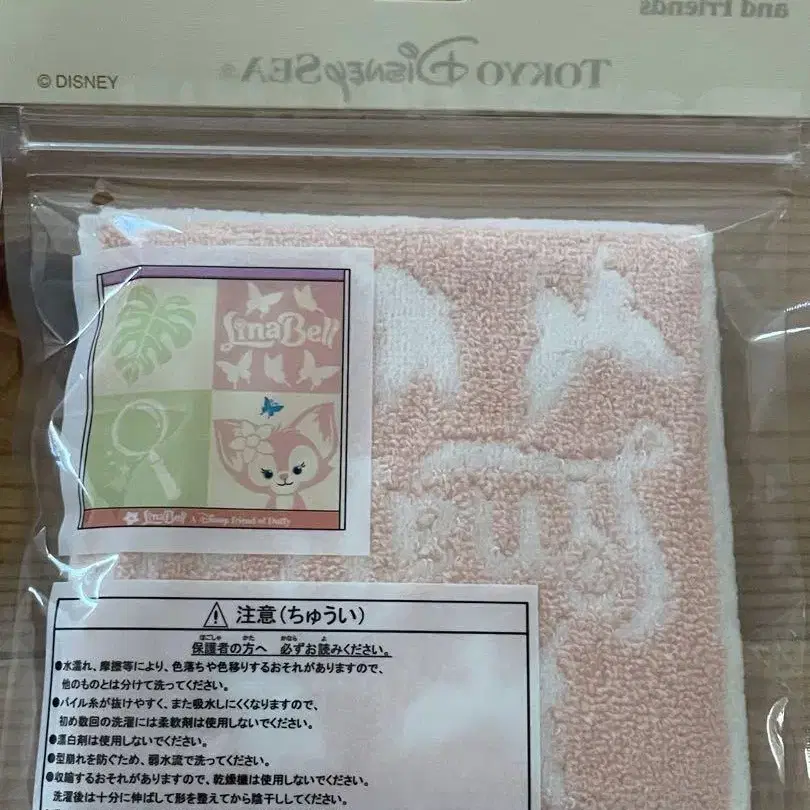 and Friends
© DISNEY
TOKYO DISNEYSEA®
LinaBell
LinaBell A Disney Friend of Duffy
注意(ちゅうい)
保護者の方へ 必ずお読みください。
●水濡れ、摩擦等により、色落ちや色移りするおそれがありますので、
他のものとは分けて洗ってください。
●パイル糸が抜けやすく、また吸水しにくくなりますので、
初め数回の洗濯には柔軟剤は使用しないでください。
●漂白剤は使用しないでください。
●型崩れを防ぐため、弱水流で洗ってください。
●収縮するおそれがありますので、乾燥機は使用しないでください。
洗濯後は十分に伸ばして形を整えてから陰干ししてください。